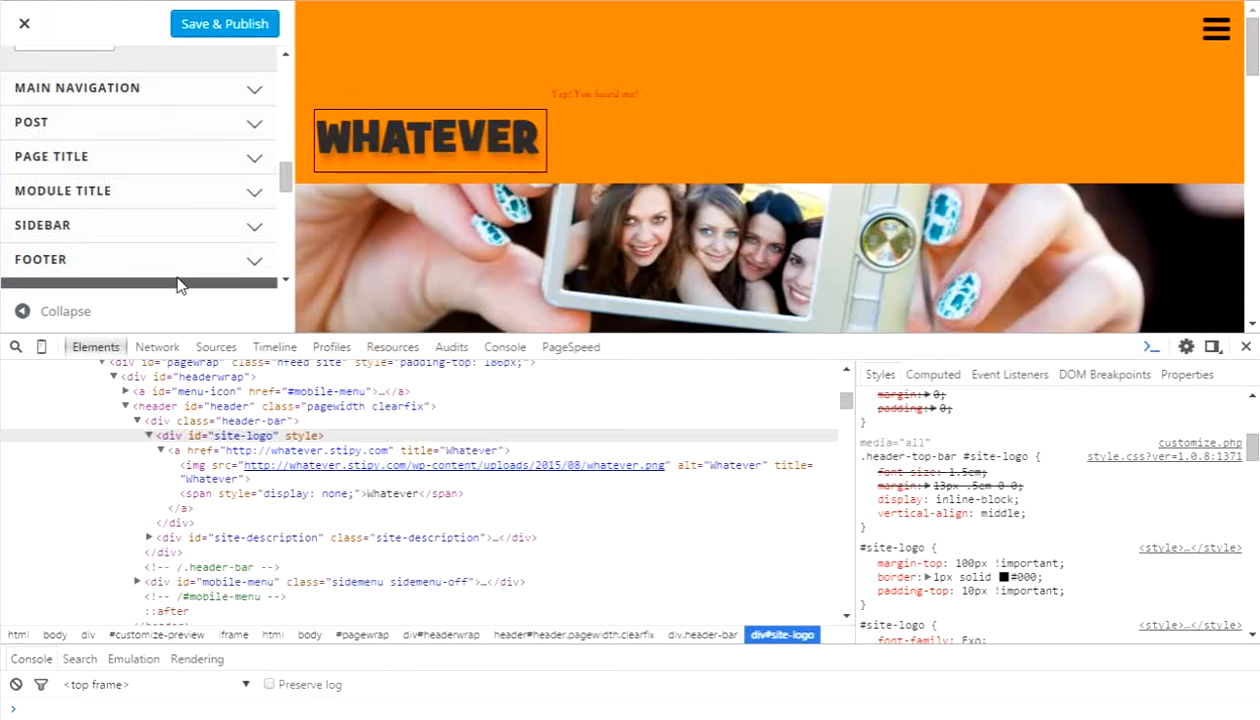 Save & Publish
MAIN NAVIGATION
POST
PAGE TITLE
MODULE TITLE
SIDEBAR
FOOTER
Collapse
Yep! You heard me!
WHATEVER
Elements Network Sources Timeline Profiles Resources Audits Console PageSpeed
<div id="pagewrap" class="hfeed site" style="padding-top: 186px;">
<div id="headerwrap">
<a id="menu-icon" href="#mobile-menu">…</a>
<header id="header" class="pagewidth clearfix">
<div class="header-bar">
<div id="site-logo" style>
<a href="http://whatever.stipy.com" title="Whatever">
<img src="http://whatever.stipy.com/wp-content/uploads/2015/08/whatever.png" alt="Whatever" title=
"Whatever">
<span style="display: none;">Whatever</span>
</a>
</div>
<div id="site-description" class="site-description">…</div>
</div>
<!-- /.header-bar -->
<div id="mobile-menu" class="sidemenu sidemenu-off">…</div>
<!-- /#mobile-menu -->
::after
html body div #customize-preview iframe html body #pagewrap div#headerwrap header#header.pagewidth.clearfix div.header-bar div#site-logo
Styles Computed Event Listeners DOM Breakpoints Properties
margin: 0;
padding: 0;
}
media="all" customize.php
.header-top-bar #site-logo { style.css?ver=1.0.8:1371
font-size: 1.5em;
margin: 13px .5em 0 0;
display: inline-block;
vertical-align: middle;
}
#site-logo { <style>…</style>
margin-top: 100px !important;
border: 1px solid #000;
padding-top: 10px !important;
}
#site-logo { <style>…</style>
font-family: Exo;
Console Search Emulation Rendering
<top frame> Preserve log